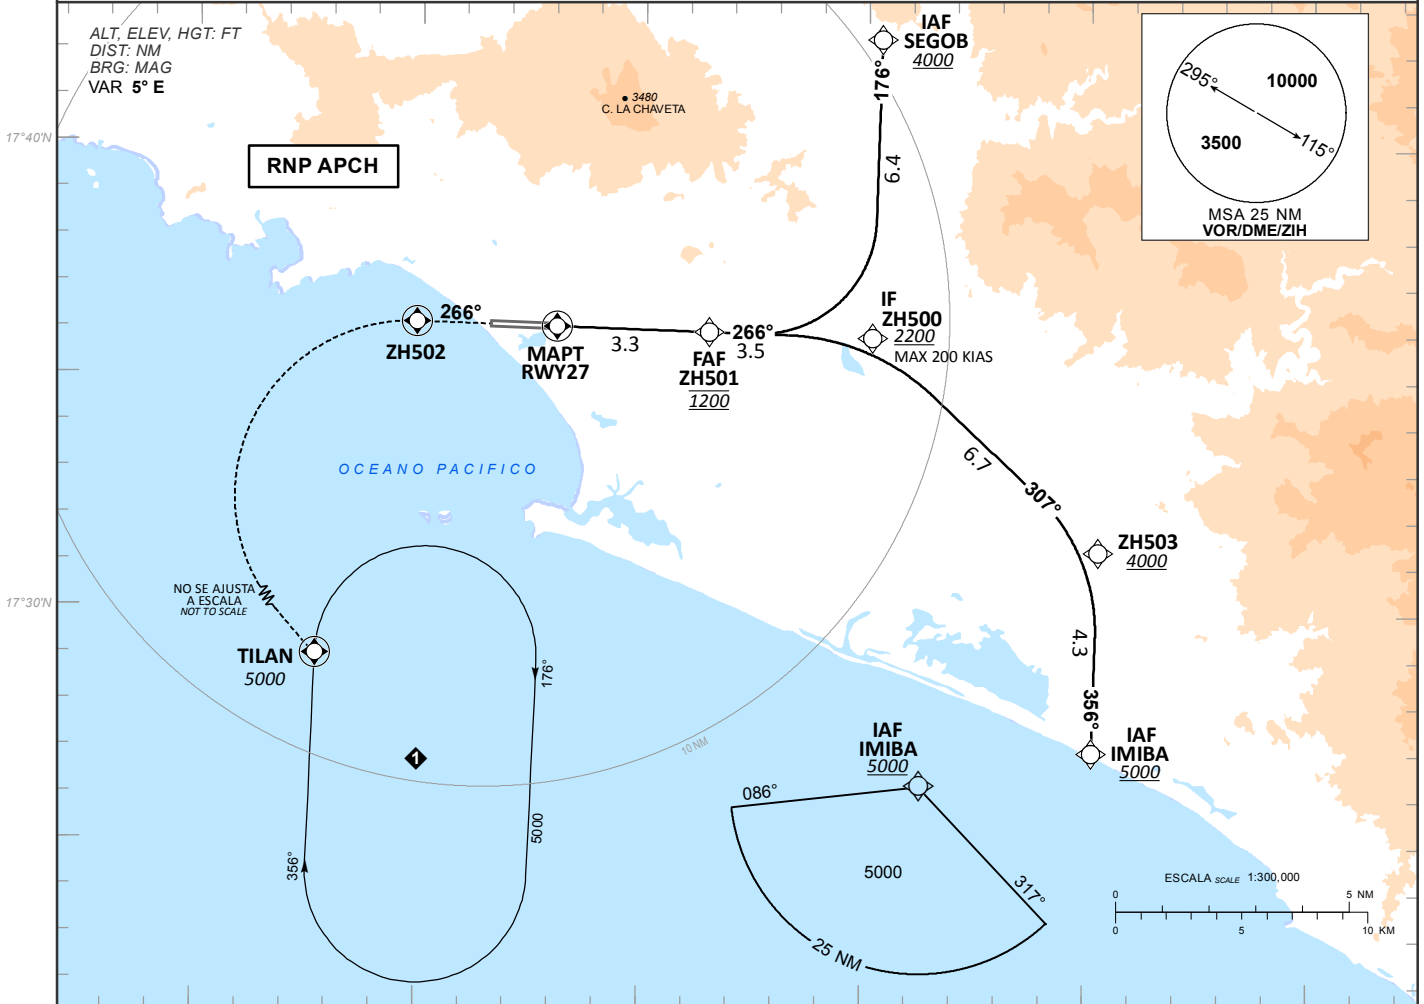 ALT, ELEV, HGT: FT
DIST: NM
BRG: MAG
VAR 5° E
RNP APCH
3480
C. LA CHAVETA
IAF
SEGOB
4000
176°
6.4
295°
10000
3500
115°
MSA 25 NM
VOR/DME/ZIH
17°40'N
266°
ZH502
MAPT
RWY27
3.3
FAF
ZH501
1200
266°
3.5
IF
ZH500
2200
MAX 200 KIAS
6.7
307°
ZH503
4000
4.3
356°
IAF
IMIBA
5000
OCEANO PACIFICO
17°30'N
NO SE AJUSTA
A ESCALA
NOT TO SCALE
TILAN
5000
176°
5000
356°
1
10 NM
IAF
IMIBA
5000
086°
5000
317°
25 NM
ESCALA SCALE 1:300,000
0 5 NM
0 5 10 KM